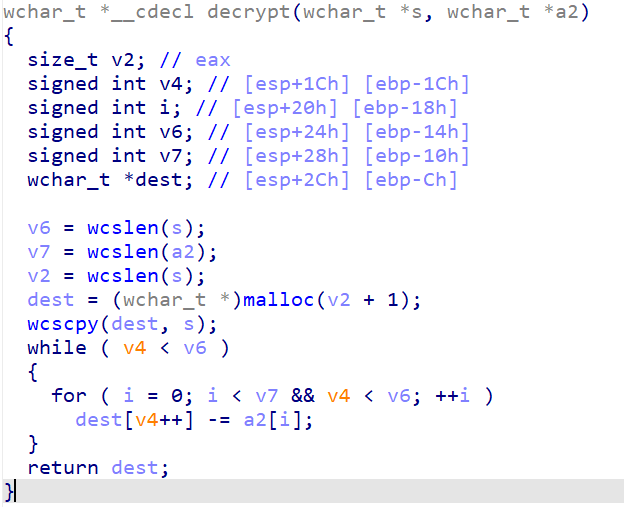 wchar_t *__cdecl decrypt(wchar_t *s, wchar_t *a2)
{
  size_t v2; // eax
  signed int v4; // [esp+1Ch] [ebp-1Ch]
  signed int i; // [esp+20h] [ebp-18h]
  signed int v6; // [esp+24h] [ebp-14h]
  signed int v7; // [esp+28h] [ebp-10h]
  wchar_t *dest; // [esp+2Ch] [ebp-Ch]

  v6 = wcslen(s);
  v7 = wcslen(a2);
  v2 = wcslen(s);
  dest = (wchar_t *)malloc(v2 + 1);
  wcscpy(dest, s);
  while ( v4 < v6 )
  {
    for ( i = 0; i < v7 && v4 < v6; ++i )
      dest[v4++] -= a2[i];
  }
  return dest;
}